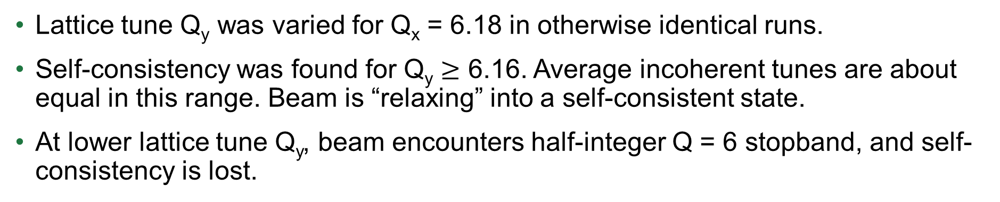 • Lattice tune Qy was varied for Qx = 6.18 in otherwise identical runs.
• Self-consistency was found for Qy ≥ 6.16. Average incoherent tunes are about
equal in this range. Beam is “relaxing” into a self-consistent state.
• At lower lattice tune Qy, beam encounters half-integer Q = 6 stopband, and self-
consistency is lost.